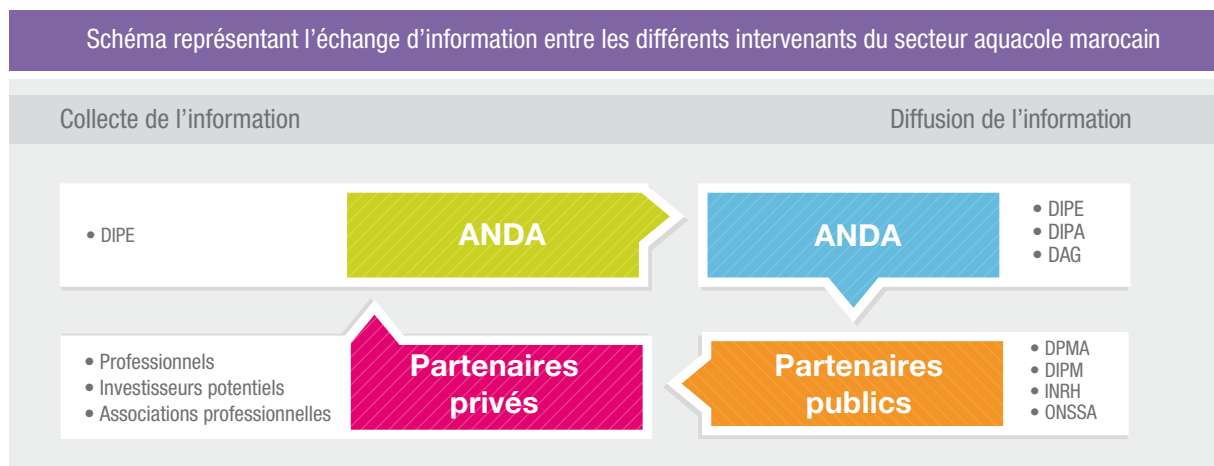 Schéma représentant l’échange d’information entre les différents intervenants du secteur aquacole marocain
Collecte de l’information
Diffusion de l’information
• DIPE
ANDA
ANDA
• DIPE
• DIPA
• DAG
• Professionnels
• Investisseurs potentiels
• Associations professionnelles
Partenaires
privés
Partenaires
publics
• DPMA
• DIPM
• INRH
• ONSSA